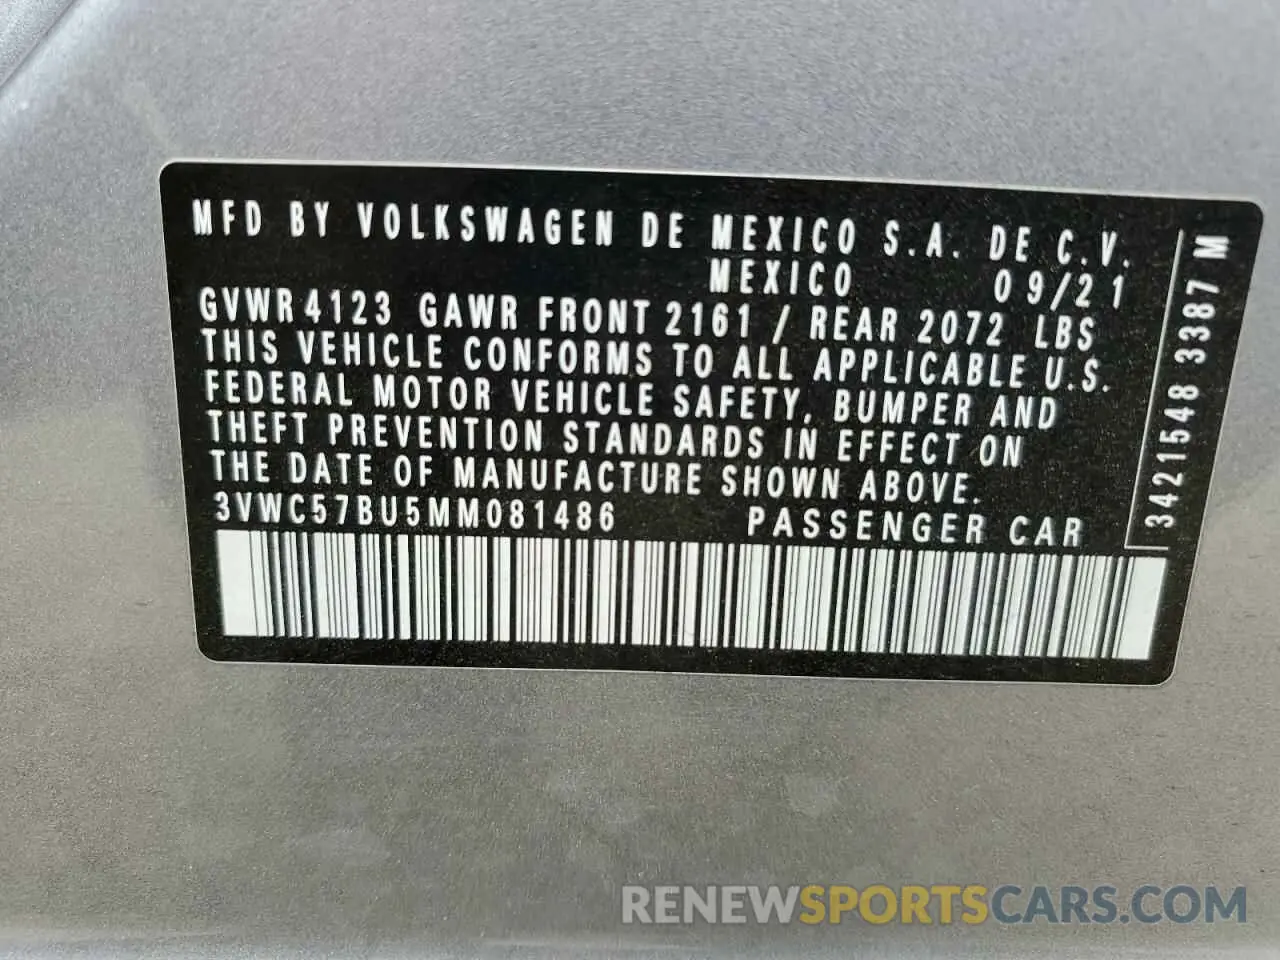 MFD BY VOLKSWAGEN DE MEXICO S.A. DE C.V.
MEXICO 09/21
GVWR 4123 GAWR FRONT 2161 / REAR 2072 LBS
THIS VEHICLE CONFORMS TO ALL APPLICABLE U.S.
FEDERAL MOTOR VEHICLE SAFETY, BUMPER AND
THEFT PREVENTION STANDARDS IN EFFECT ON
THE DATE OF MANUFACTURE SHOWN ABOVE.
3VWC57BU5MM081486 PASSENGER CAR
3421548 3387 M
RENEWSPORTSCARS.COM